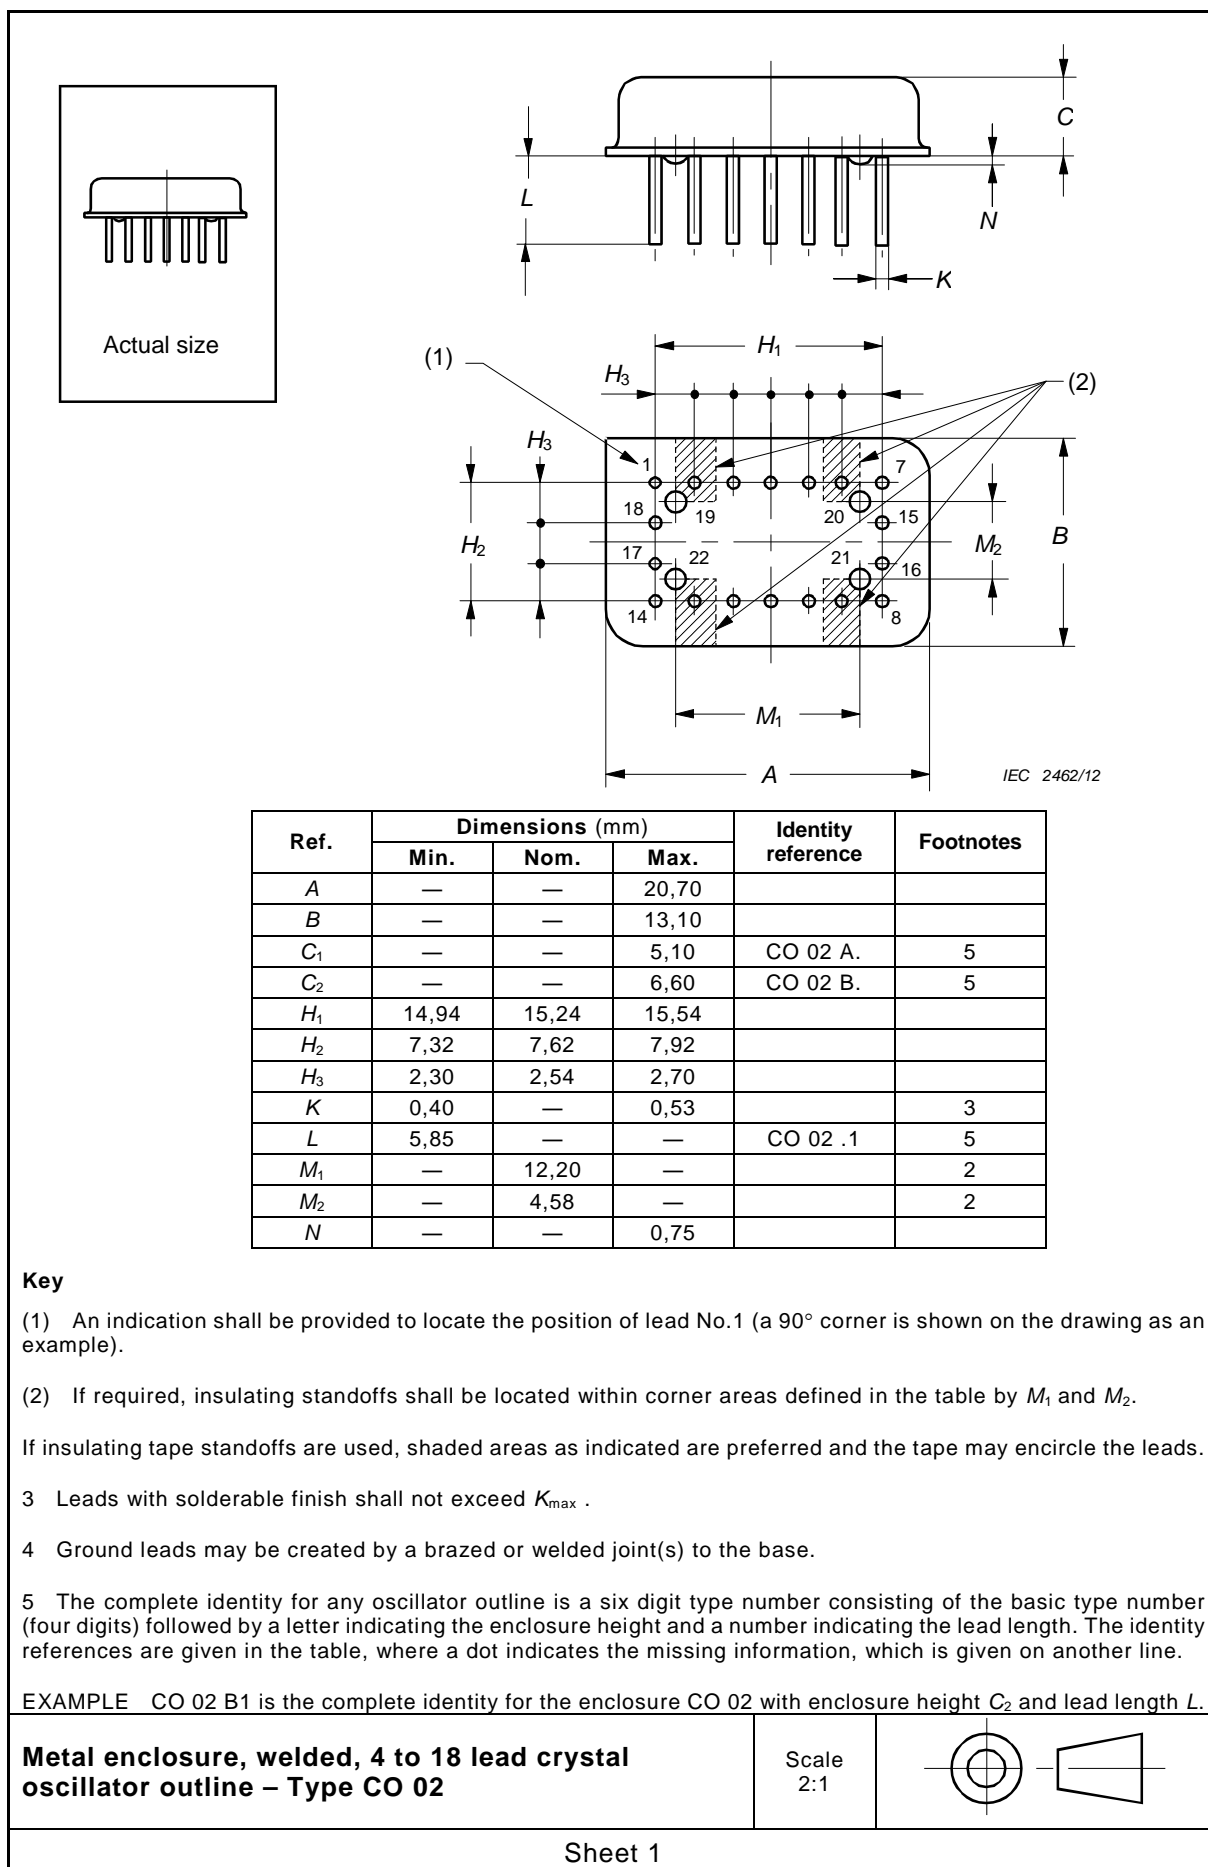 Actual size
C
L
N
K
(1)
H₁
H₃
(2)
H₃
1
7
18
19
20
15
H₂
M₂
B
17
22
21
16
14
8
M₁
A
IEC 2462/12
Ref. Dimensions (mm) Identity reference Footnotes
Min. Nom. Max.
A — — 20,70
B — — 13,10
C₁ — — 5,10 CO 02 A. 5
C₂ — — 6,60 CO 02 B. 5
H₁ 14,94 15,24 15,54
H₂ 7,32 7,62 7,92
H₃ 2,30 2,54 2,70
K 0,40 — 0,53 3
L 5,85 — — CO 02 .1 5
M₁ — 12,20 — 2
M₂ — 4,58 — 2
N — — 0,75
Key
(1) An indication shall be provided to locate the position of lead No.1 (a 90° corner is shown on the drawing as an
example).
(2) If required, insulating standoffs shall be located within corner areas defined in the table by M₁ and M₂.
If insulating tape standoffs are used, shaded areas as indicated are preferred and the tape may encircle the leads.
3 Leads with solderable finish shall not exceed Kmax .
4 Ground leads may be created by a brazed or welded joint(s) to the base.
5 The complete identity for any oscillator outline is a six digit type number consisting of the basic type number
(four digits) followed by a letter indicating the enclosure height and a number indicating the lead length. The identity
references are given in the table, where a dot indicates the missing information, which is given on another line.
EXAMPLE CO 02 B1 is the complete identity for the enclosure CO 02 with enclosure height C₂ and lead length L.
Metal enclosure, welded, 4 to 18 lead crystal
oscillator outline – Type CO 02
Scale
2:1
Sheet 1